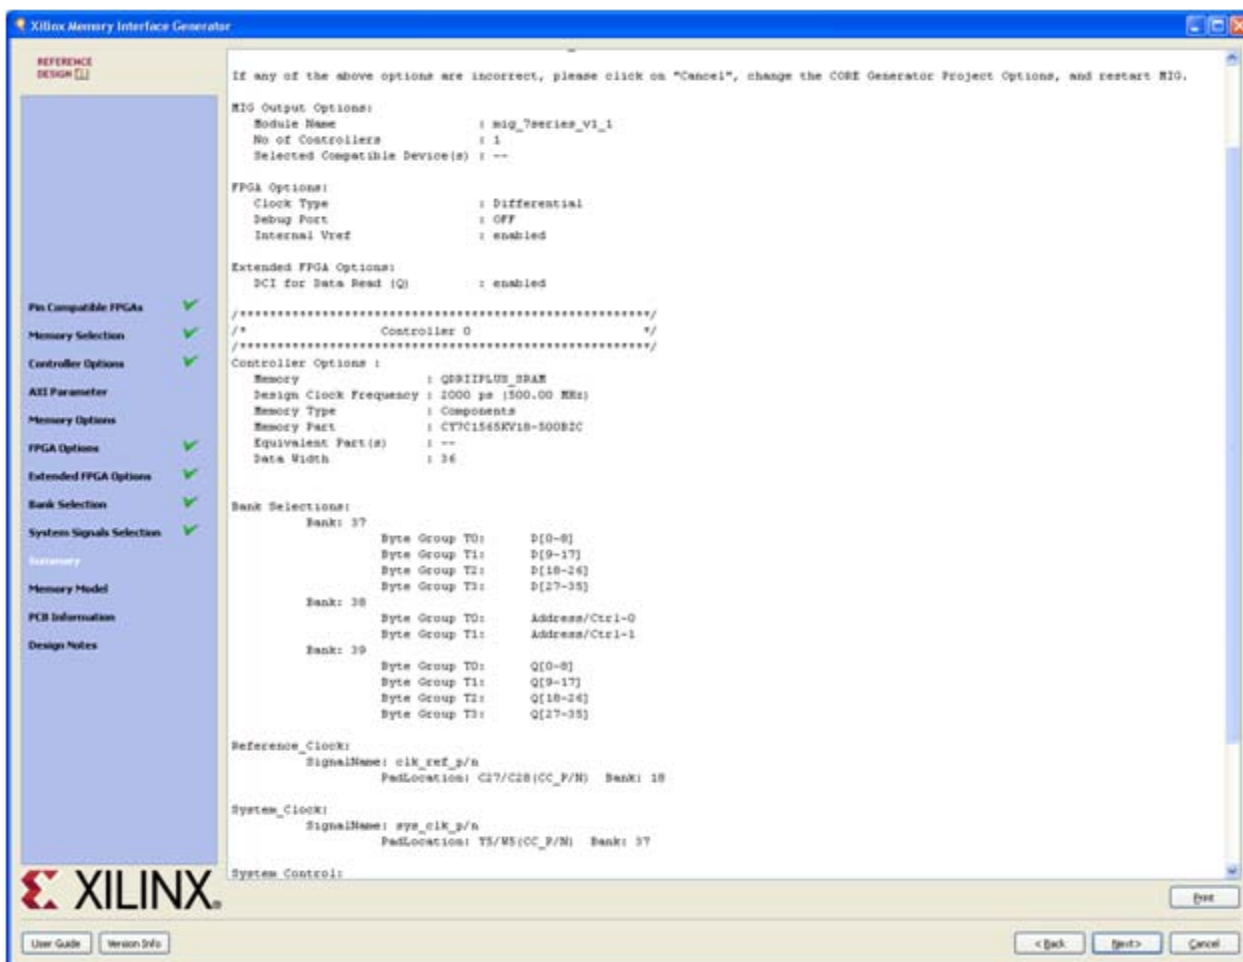 Xilinx Memory Interface Generator
REFERENCE
DESIGN
If any of the above options are incorrect, please click on "Cancel", change the CORE Generator Project Options, and restart MIG.
MIG Output Options:
Module Name : mig_7series_v1_1
No of Controllers : 1
Selected Compatible Device(s) : --
FPGA Options:
Clock Type : Differential
Debug Port : OFF
Internal Vref : enabled
Extended FPGA Options:
DCI for Data Read (Q) : enabled
/*******************************************************/
/* Controller 0 */
/*******************************************************/
Controller Options :
Memory : QDRIIPLUS_SRAM
Design Clock Frequency : 2000 ps (500.00 MHz)
Memory Type : Components
Memory Part : CY7C1565KV18-500BZC
Equivalent Part(s) : --
Data Width : 36
Bank Selections:
Bank: 37
Byte Group T0: D[0-8]
Byte Group T1: D[9-17]
Byte Group T2: D[18-26]
Byte Group T3: D[27-35]
Bank: 38
Byte Group T0: Address/Ctrl-0
Byte Group T1: Address/Ctrl-1
Bank: 39
Byte Group T0: Q[0-8]
Byte Group T1: Q[9-17]
Byte Group T2: Q[18-26]
Byte Group T3: Q[27-35]
Reference_Clock:
SignalName: clk_ref_p/n
PadLocation: C27/C28(CC_P/N) Bank: 18
System_Clock:
SignalName: sys_clk_p/n
PadLocation: Y5/W5(CC_P/N) Bank: 37
System Control:
Pin Compatible FPGAs
Memory Selection
Controller Options
AXI Parameter
Memory Options
FPGA Options
Extended FPGA Options
Bank Selection
System Signals Selection
Summary
Memory Model
PCB Information
Design Notes
XILINX®
Print
User Guide
Version Info
< Back
Next>
Cancel